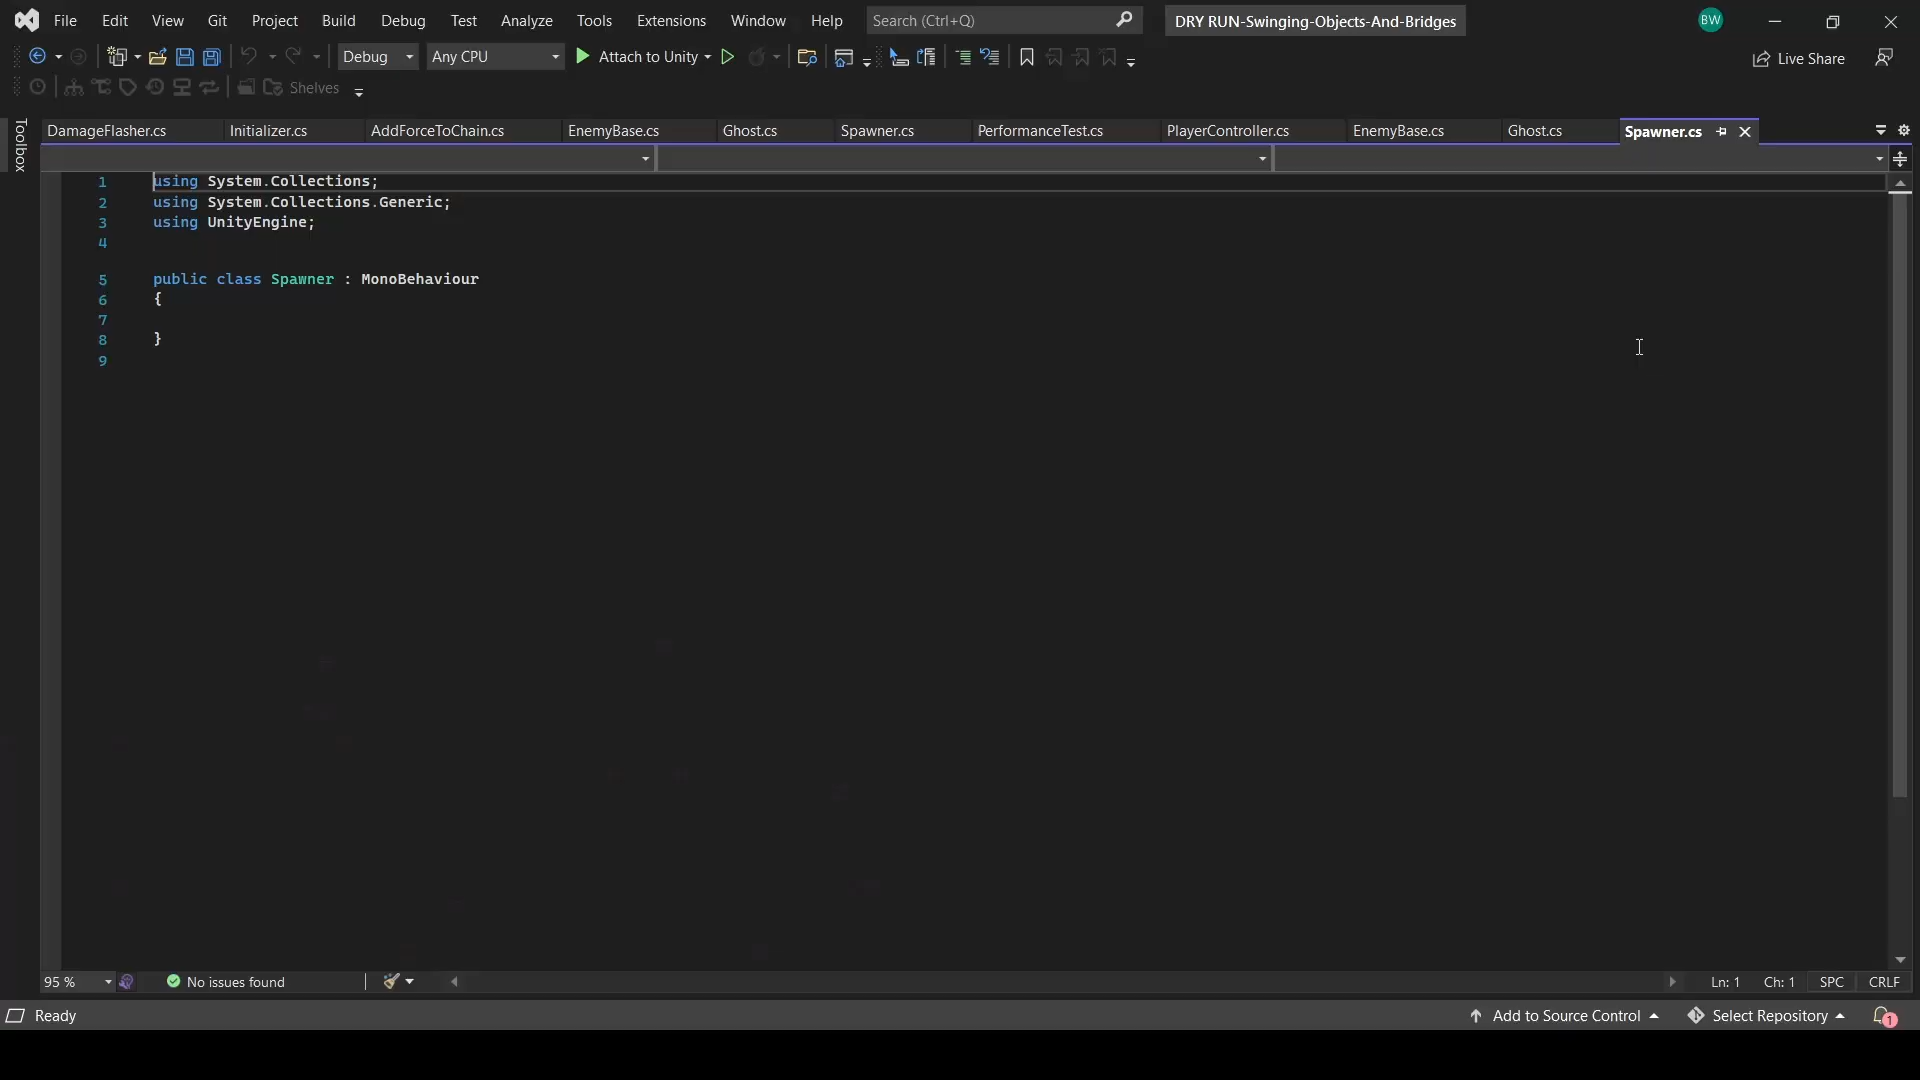 File Edit View Git Project Build Debug Test Analyze Tools Extensions Window Help Search (Ctrl+Q) DRY RUN-Swinging-Objects-And-Bridges BW
Debug Any CPU Attach to Unity Live Share
Shelves
Toolbox
DamageFlasher.cs Initializer.cs AddForceToChain.cs EnemyBase.cs Ghost.cs Spawner.cs PerformanceTest.cs PlayerController.cs EnemyBase.cs Ghost.cs Spawner.cs
1 using System.Collections;
2 using System.Collections.Generic;
3 using UnityEngine;
4
5 public class Spawner : MonoBehaviour
6 {
7
8 }
9
95 % No issues found Ln: 1 Ch: 1 SPC CRLF
Ready Add to Source Control Select Repository 1